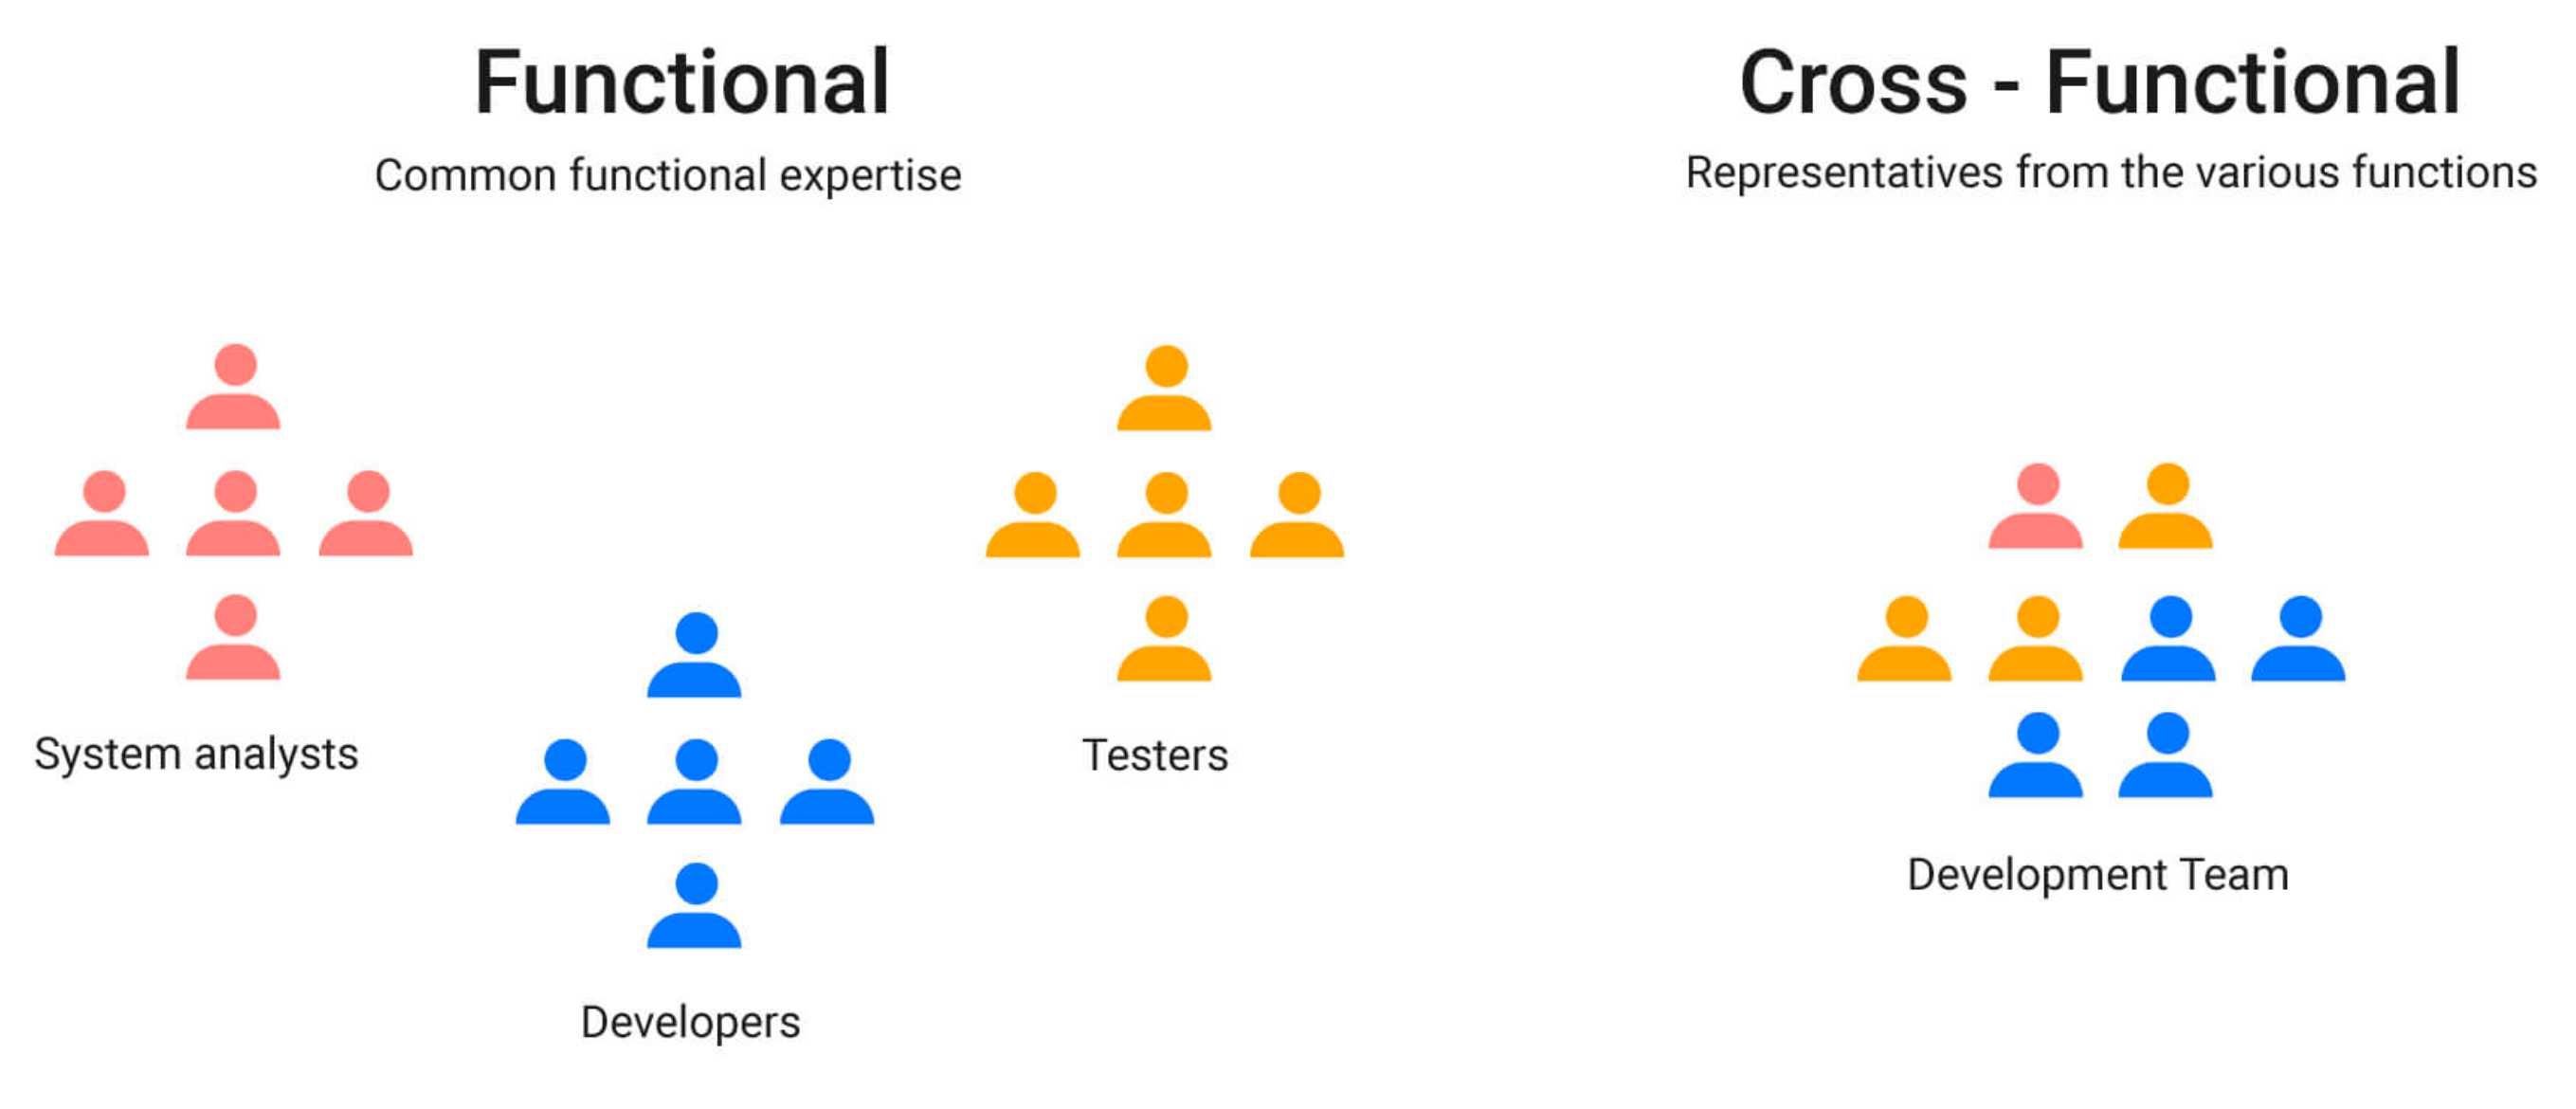 Functional
Common functional expertise
System analysts
Developers
Testers
Cross - Functional
Representatives from the various functions
Development Team